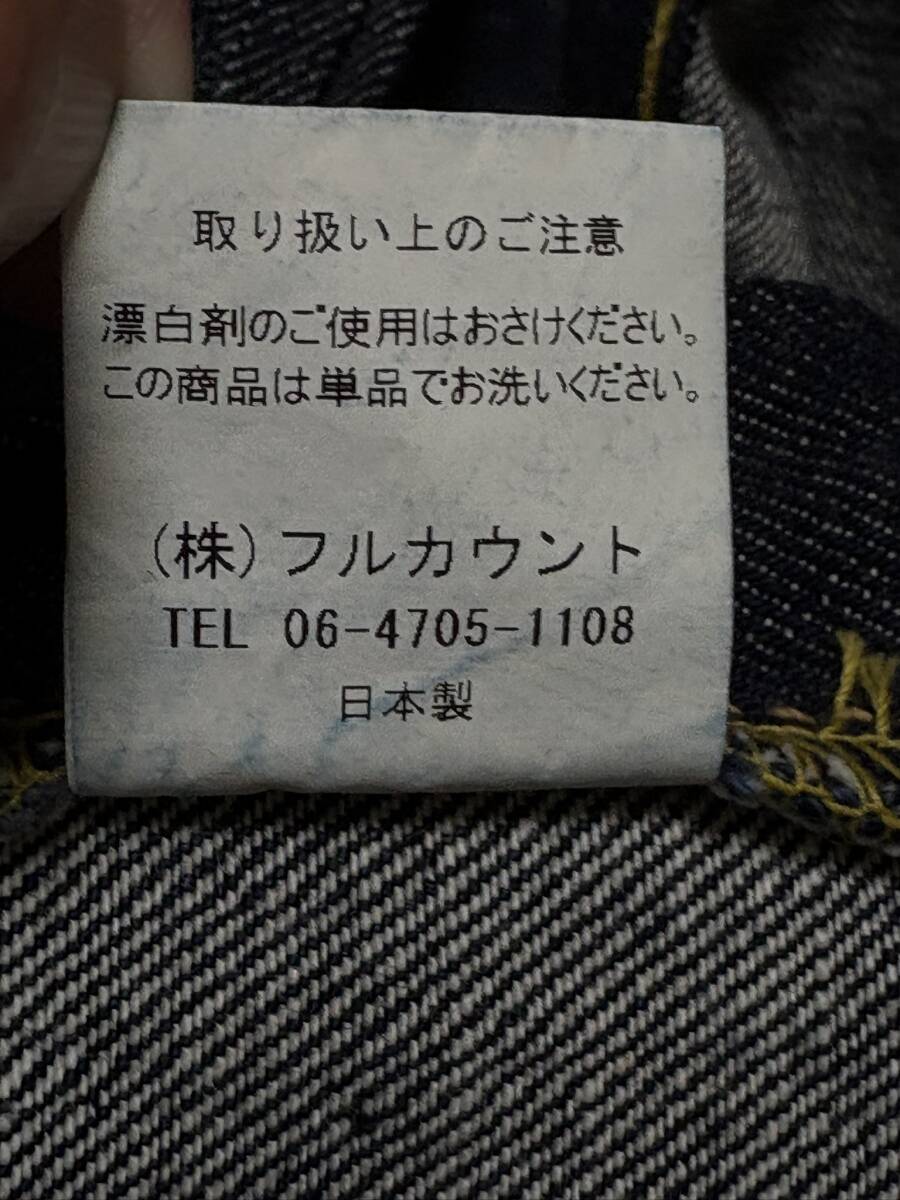 取り扱い上のご注意
漂白剤のご使用はおさけください。
この商品は単品でお洗いください。
(株)フルカウント
TEL 06-4705-1108
日本製